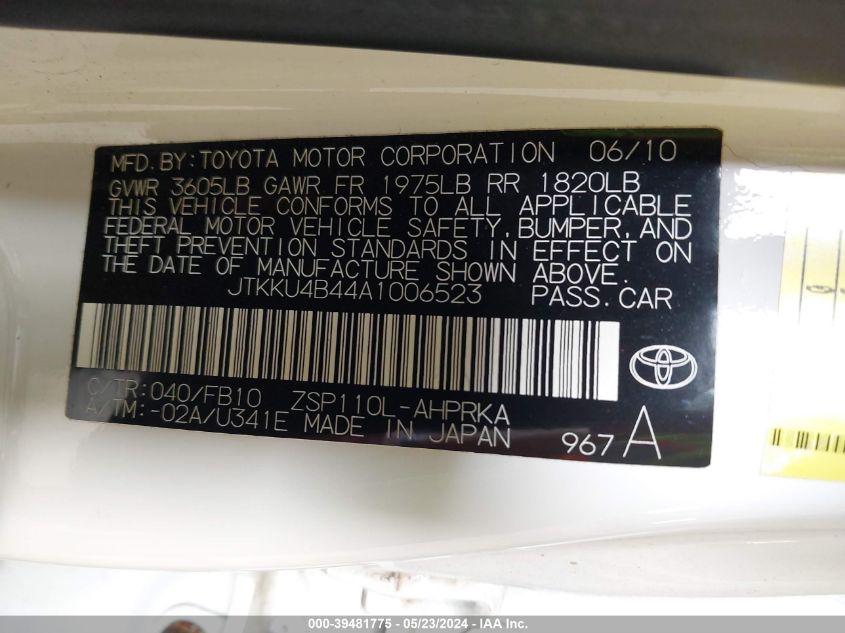 MFD.BY:TOYOTA MOTOR CORPORATION 06/10
GVWR 3605LB GAWR FR 1975LB RR 1820LB
THIS VEHICLE CONFORMS TO ALL APPLICABLE
FEDERAL MOTOR VEHICLE SAFETY, BUMPER, AND
THEFT PREVENTION STANDARDS IN EFFECT ON
THE DATE OF MANUFACTURE SHOWN ABOVE.
JTKKU4B44A1006523 PASS.CAR
C/TR:040/FB10 ZSP110L-AHPRKA
A/TM:-02A/U341E MADE IN JAPAN
967 A
000-39481775 - 05/23/2024 - IAA Inc.